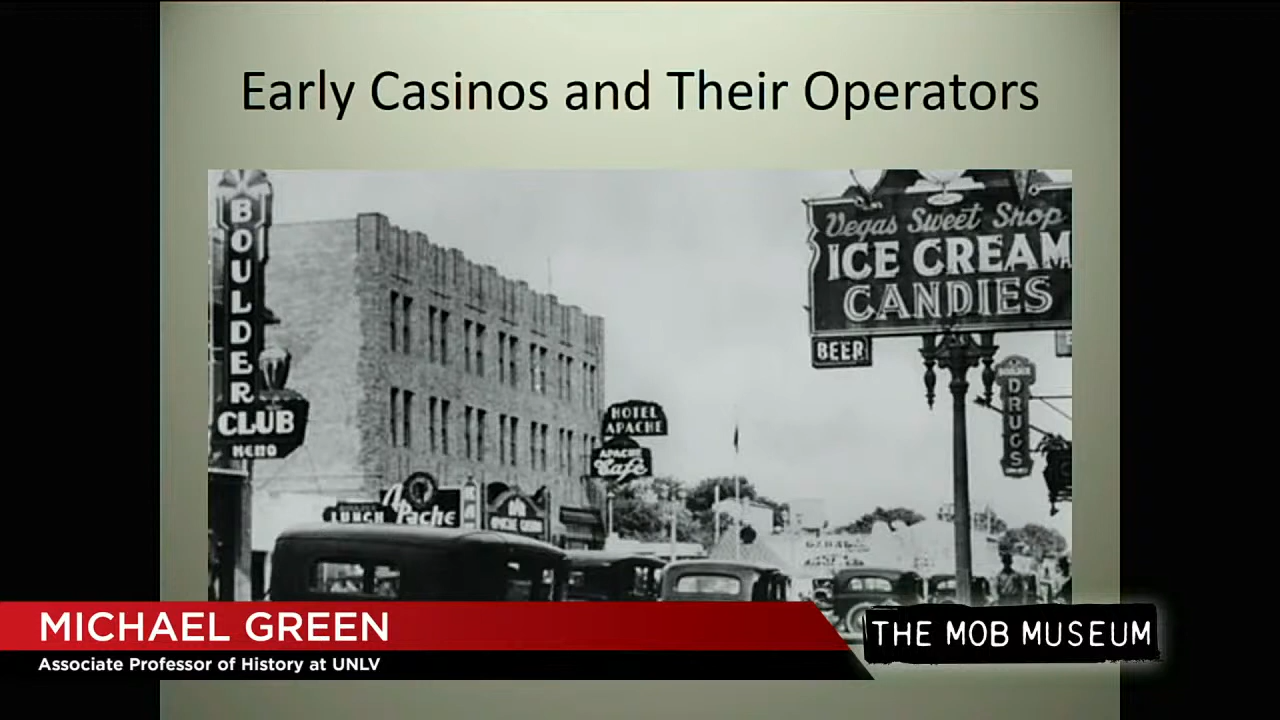 Early Casinos and Their Operators
BOULDER
CLUB
KENO
Vegas Sweet Shop
ICE CREAM
CANDIES
BEER
DRUGS
HOTEL
APACHE
APACHE
Cafe
LUNCH
Apache
MICHAEL GREEN
Associate Professor of History at UNLV
THE MOB MUSEUM